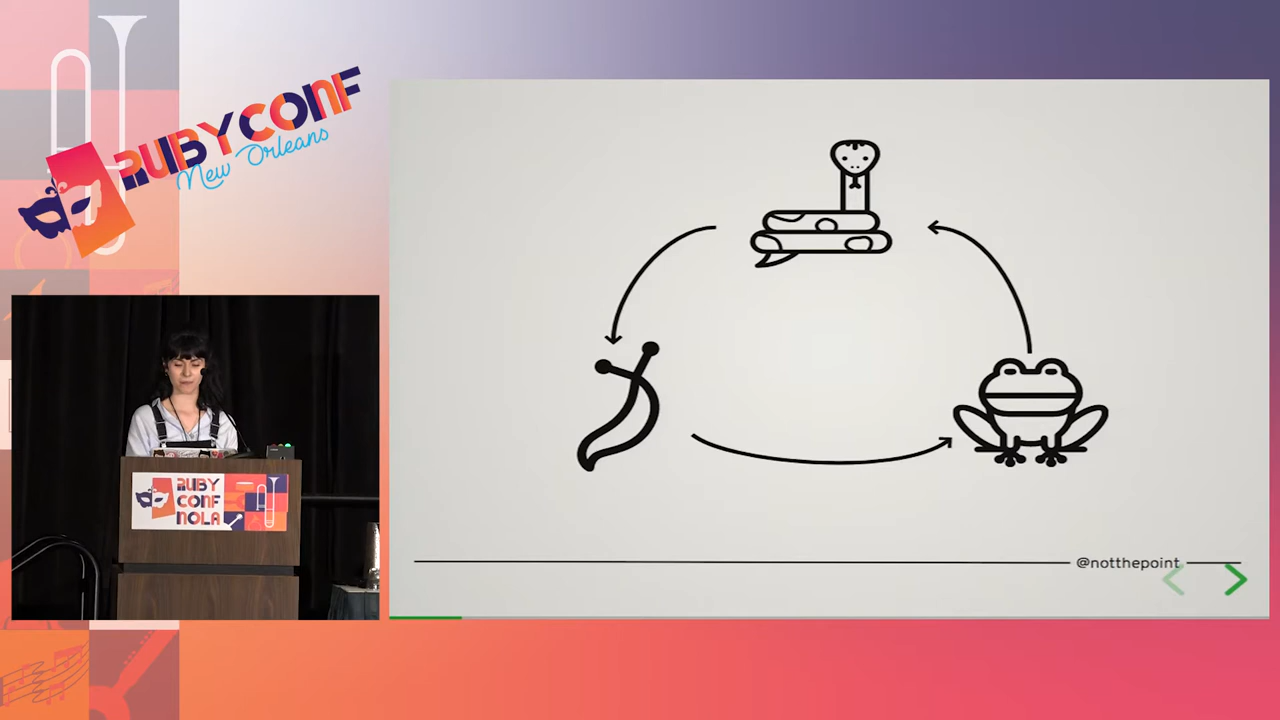 RUBYCONF
New Orleans
RUBY
CONF
NOLA
@notthepoint